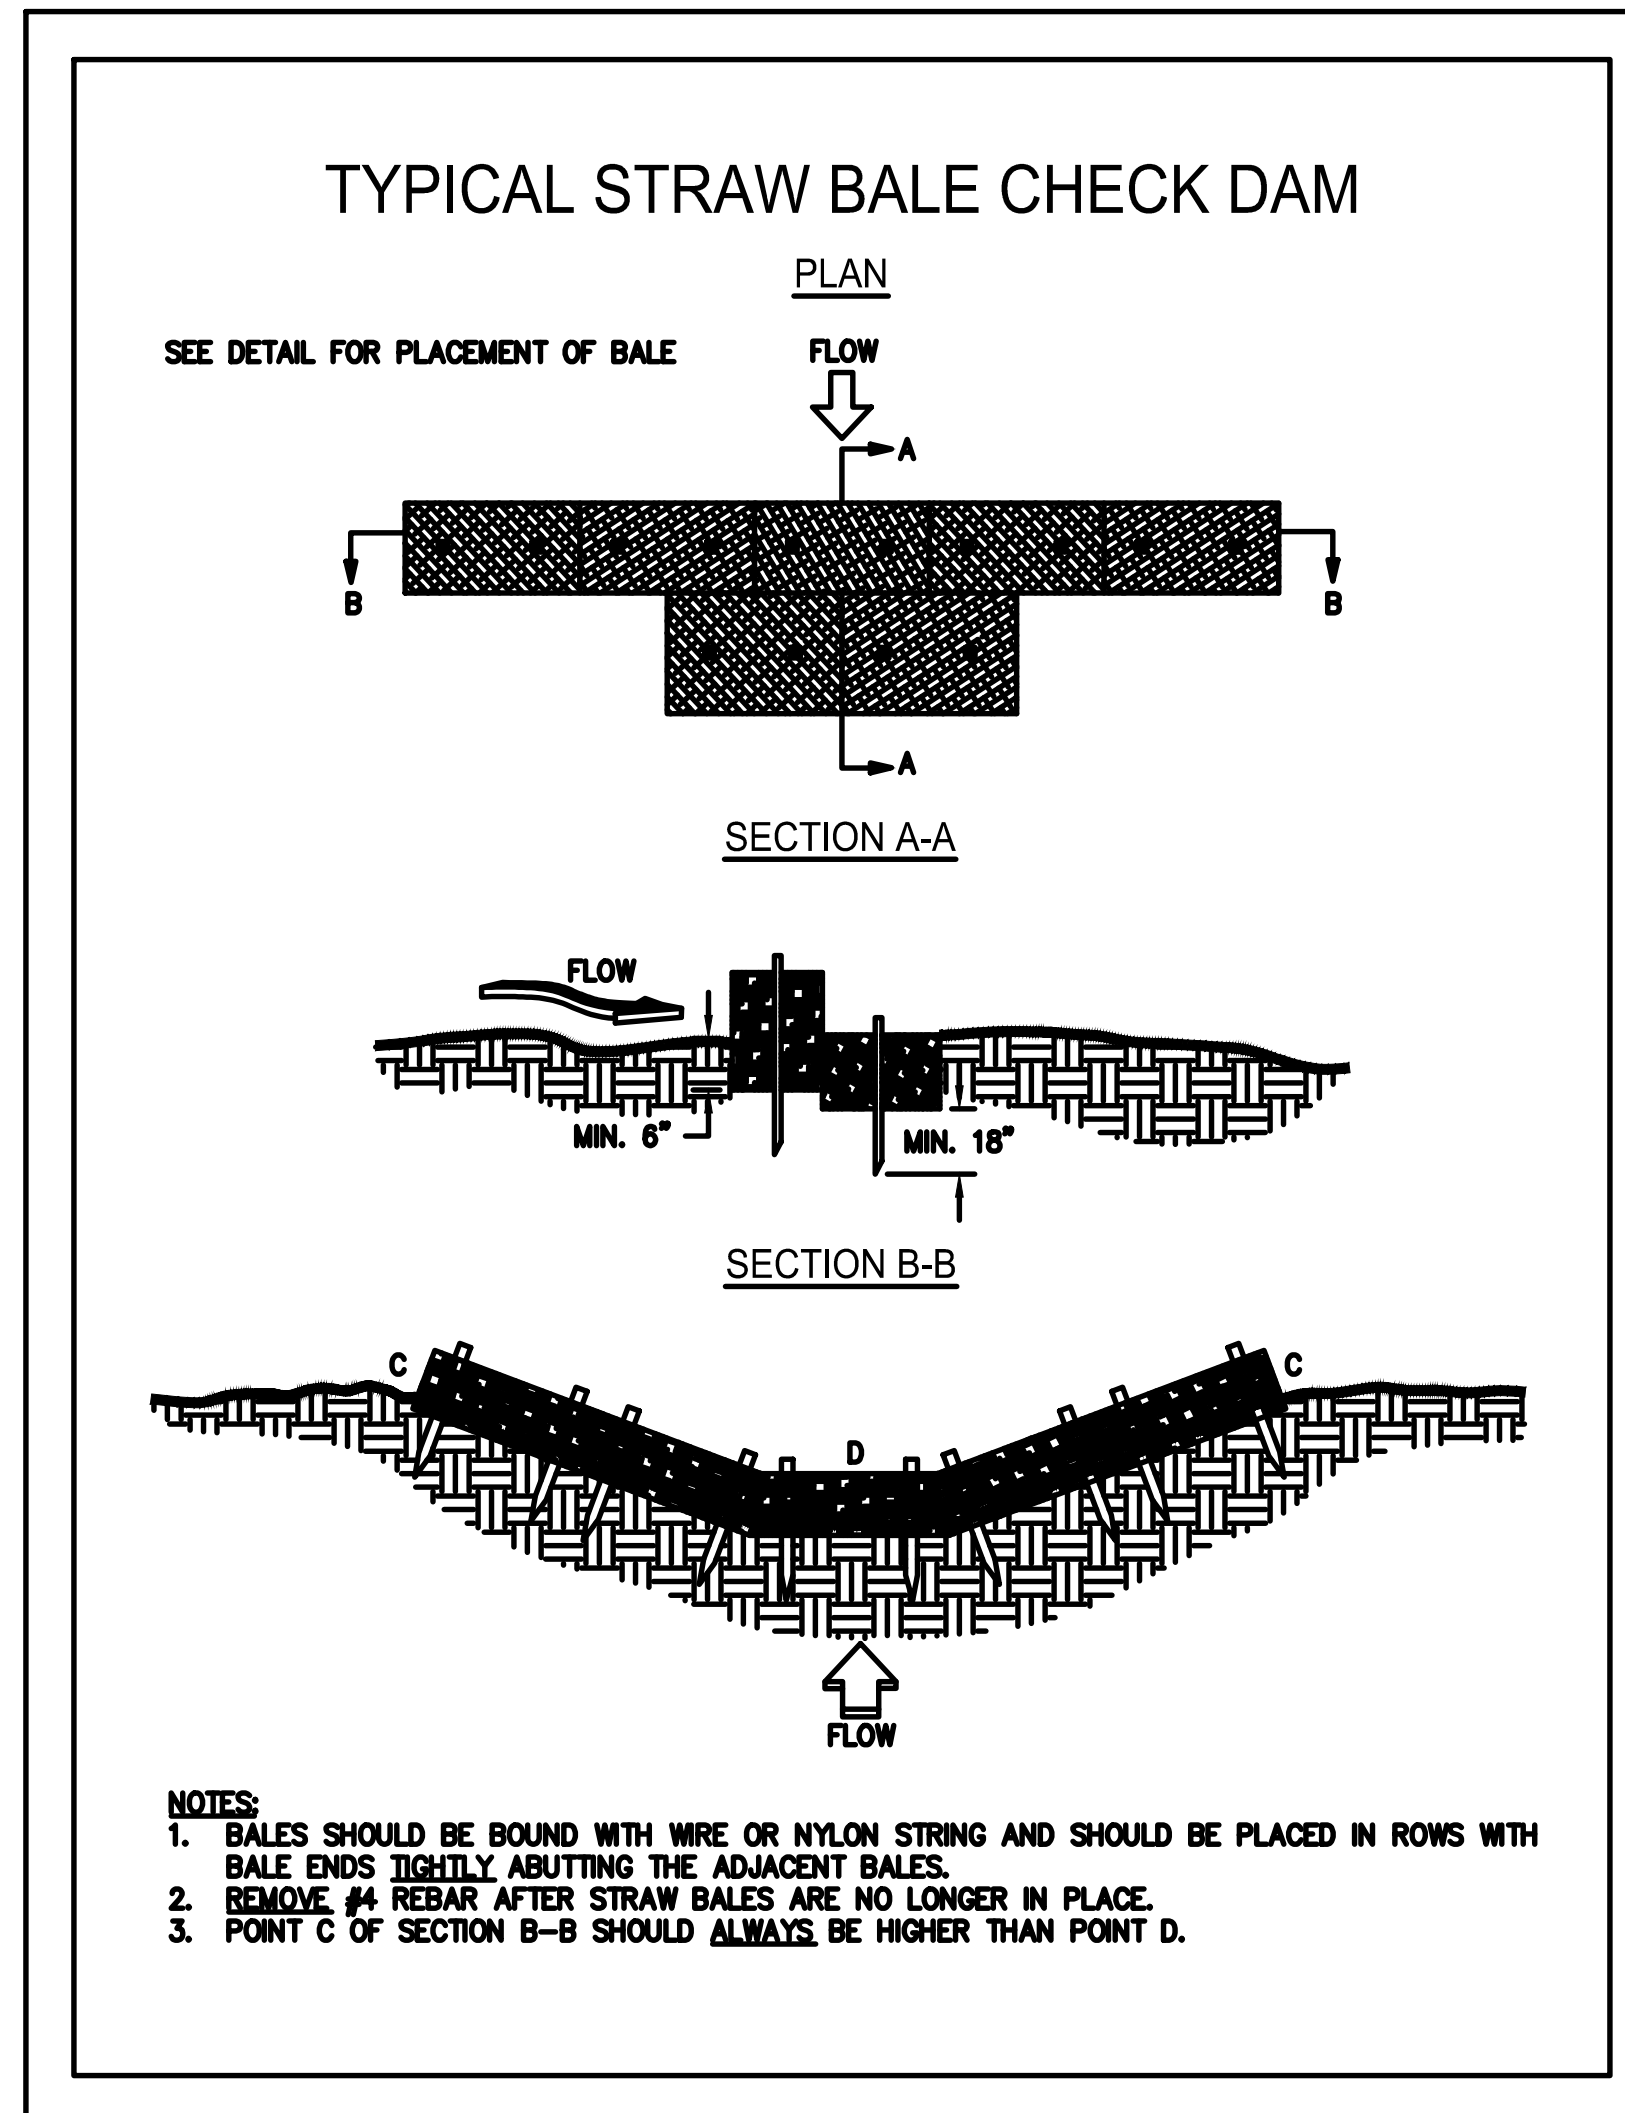 TYPICAL STRAW BALE CHECK DAM
PLAN
SEE DETAIL FOR PLACEMENT OF BALE
FLOW
A
B
B
A
SECTION A-A
FLOW
MIN. 6"
MIN. 18"
SECTION B-B
C
C
D
FLOW
NOTES:
1. BALES SHOULD BE BOUND WITH WIRE OR NYLON STRING AND SHOULD BE PLACED IN ROWS WITH
BALE ENDS TIGHTLY ABUTTING THE ADJACENT BALES.
2. REMOVE #4 REBAR AFTER STRAW BALES ARE NO LONGER IN PLACE.
3. POINT C OF SECTION B-B SHOULD ALWAYS BE HIGHER THAN POINT D.